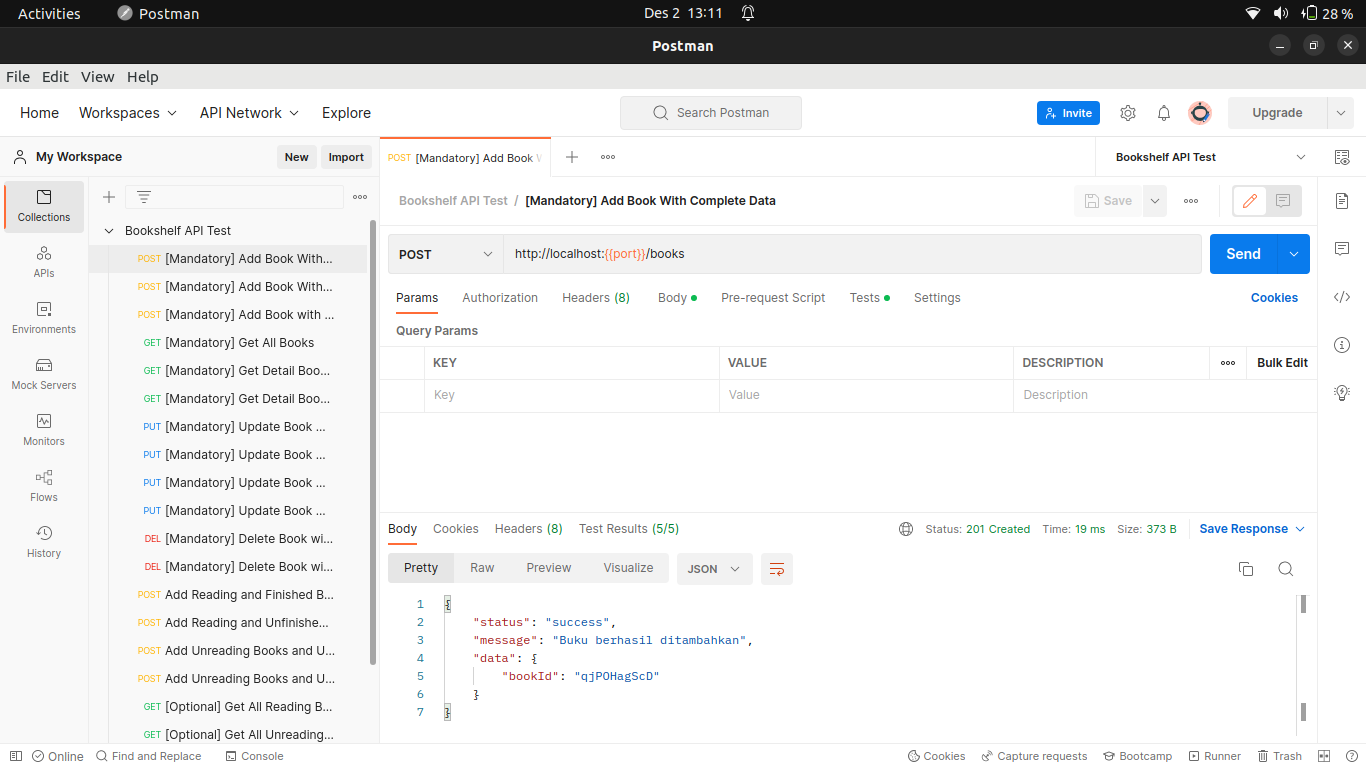 Activities Postman Des 2 13:11 28 %
Postman
File Edit View Help
Home Workspaces API Network Explore Search Postman Invite Upgrade
My Workspace New Import POST [Mandatory] Add Book Bookshelf API Test
Collections
APIs
Environments
Mock Servers
Monitors
Flows
History
Bookshelf API Test
POST [Mandatory] Add Book With...
POST [Mandatory] Add Book With...
POST [Mandatory] Add Book with ...
GET [Mandatory] Get All Books
GET [Mandatory] Get Detail Boo...
GET [Mandatory] Get Detail Boo...
PUT [Mandatory] Update Book ...
PUT [Mandatory] Update Book ...
PUT [Mandatory] Update Book ...
PUT [Mandatory] Update Book ...
DEL [Mandatory] Delete Book wi...
DEL [Mandatory] Delete Book wi...
POST Add Reading and Finished B...
POST Add Reading and Unfinishe...
POST Add Unreading Books and U...
POST Add Unreading Books and U...
GET [Optional] Get All Reading B...
GET [Optional] Get All Unreading...
Bookshelf API Test / [Mandatory] Add Book With Complete Data Save
POST http://localhost:{{port}}/books Send
Params Authorization Headers (8) Body Pre-request Script Tests Settings Cookies
Query Params
KEY VALUE DESCRIPTION Bulk Edit
Key Value Description
Body Cookies Headers (8) Test Results (5/5) Status: 201 Created Time: 19 ms Size: 373 B Save Response
Pretty Raw Preview Visualize JSON
1 {
2 "status": "success",
3 "message": "Buku berhasil ditambahkan",
4 "data": {
5 "bookId": "qjPOHagScD"
6 }
7 }
Online Find and Replace Console Cookies Capture requests Bootcamp Runner Trash